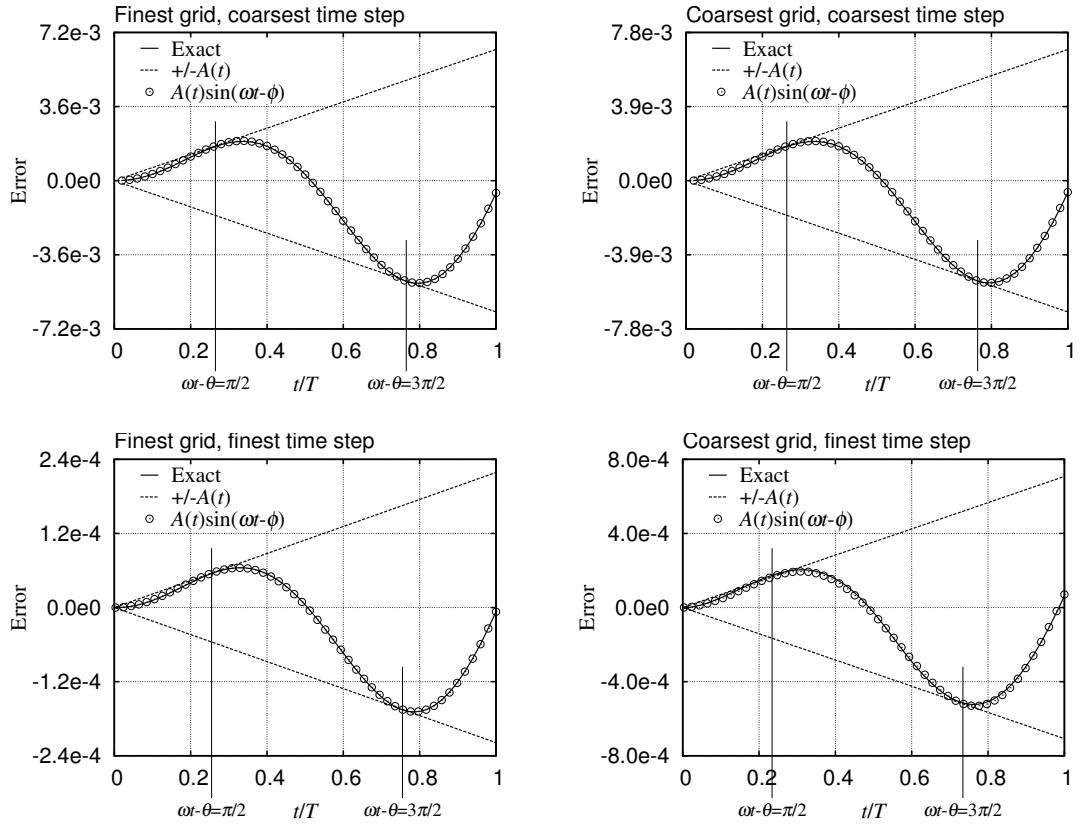 Finest grid, coarsest time step
7.2e-3
3.6e-3
0.0e0
-3.6e-3
-7.2e-3
Error
Exact
+/-A(t)
A(t)sin(ωt-ϕ)
0 0.2 0.4 0.6 0.8 1
ωt-θ=π/2 t/T ωt-θ=3π/2
Coarsest grid, coarsest time step
7.8e-3
3.9e-3
0.0e0
-3.9e-3
-7.8e-3
Error
Exact
+/-A(t)
A(t)sin(ωt-ϕ)
0 0.2 0.4 0.6 0.8 1
ωt-θ=π/2 t/T ωt-θ=3π/2
Finest grid, finest time step
2.4e-4
1.2e-4
0.0e0
-1.2e-4
-2.4e-4
Error
Exact
+/-A(t)
A(t)sin(ωt-ϕ)
0 0.2 0.4 0.6 0.8 1
ωt-θ=π/2 t/T ωt-θ=3π/2
Coarsest grid, finest time step
8.0e-4
4.0e-4
0.0e0
-4.0e-4
-8.0e-4
Error
Exact
+/-A(t)
A(t)sin(ωt-ϕ)
0 0.2 0.4 0.6 0.8 1
ωt-θ=π/2 t/T ωt-θ=3π/2